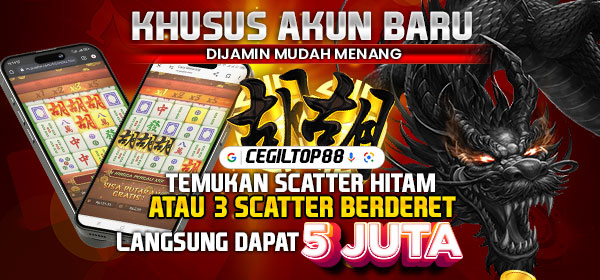 KHUSUS AKUN BARU
DIJAMIN MUDAH MENANG
CEGILTOP88
TEMUKAN SCATTER HITAM
ATAU 3 SCATTER BERDERET
LANGSUNG DAPAT 5 JUTA